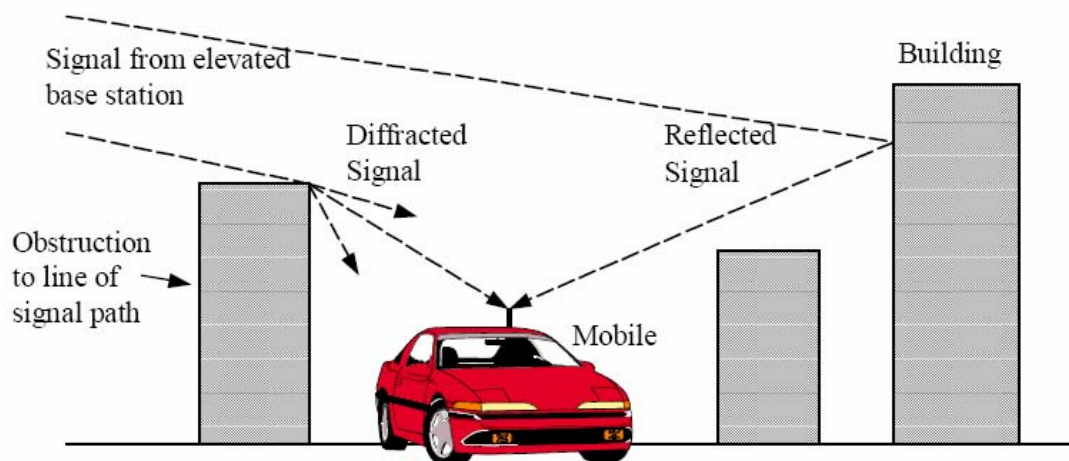 Signal from elevated
base station
Building
Diffracted
Signal
Reflected
Signal
Obstruction
to line of
signal path
Mobile